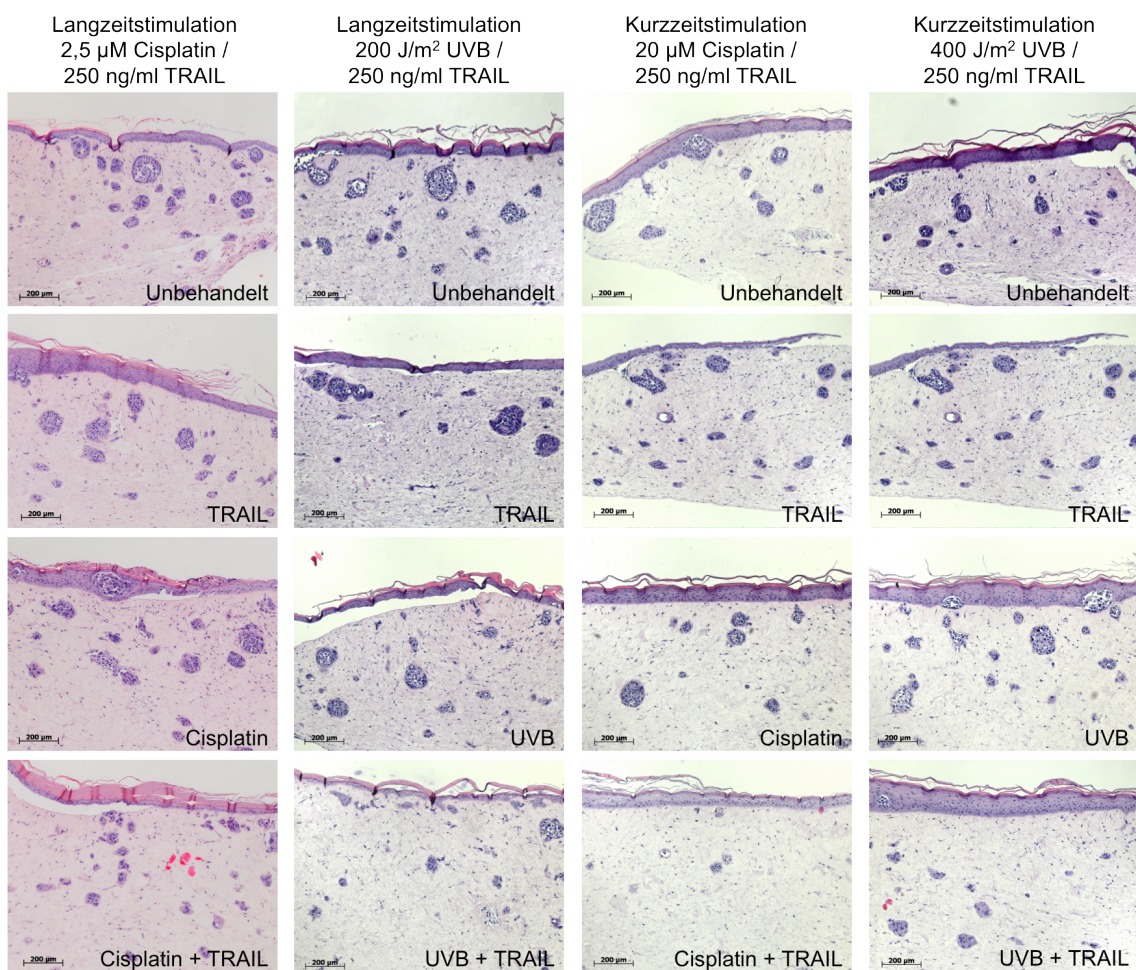 Langzeitstimulation
2,5 µM Cisplatin /
250 ng/ml TRAIL
Langzeitstimulation
200 J/m² UVB /
250 ng/ml TRAIL
Kurzzeitstimulation
20 µM Cisplatin /
250 ng/ml TRAIL
Kurzzeitstimulation
400 J/m² UVB /
250 ng/ml TRAIL
200 µm
Unbehandelt
200 µm
Unbehandelt
200 µm
Unbehandelt
200 µm
Unbehandelt
200 µm
TRAIL
200 µm
TRAIL
200 µm
TRAIL
200 µm
TRAIL
200 µm
Cisplatin
200 µm
UVB
200 µm
Cisplatin
200 µm
UVB
200 µm
Cisplatin + TRAIL
200 µm
UVB + TRAIL
200 µm
Cisplatin + TRAIL
200 µm
UVB + TRAIL